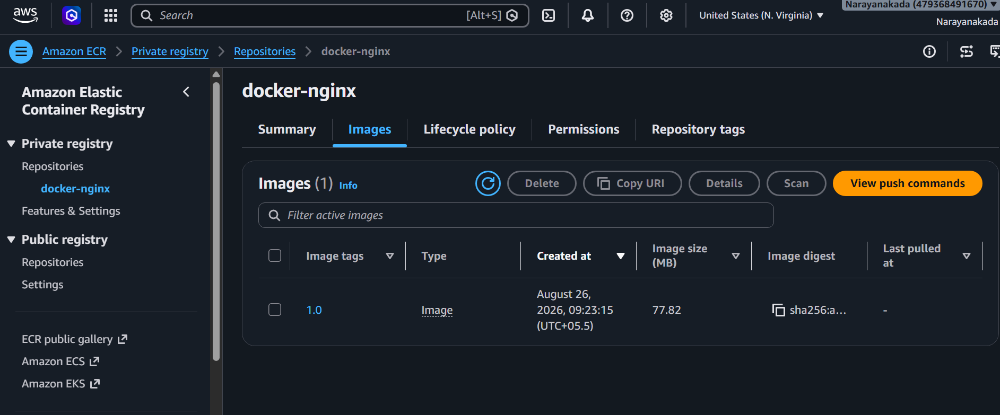 aws
Search
[Alt+S]
United States (N. Virginia)
Narayanakada (479368491670)
Narayanakada
Amazon ECR
Private registry
Repositories
docker-nginx
Amazon Elastic
Container Registry
Private registry
Repositories
docker-nginx
Features & Settings
Public registry
Repositories
Settings
ECR public gallery
Amazon ECS
Amazon EKS
docker-nginx
Summary
Images
Lifecycle policy
Permissions
Repository tags
Images (1) Info
Delete
Copy URI
Details
Scan
View push commands
Filter active images
Image tags
Type
Created at
Image size
(MB)
Image digest
Last pulled
at
1.0
Image
August 26,
2026, 09:23:15
(UTC+05.5)
77.82
sha256:a...
-